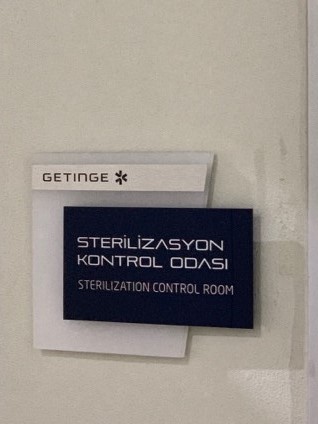 GETINGE
STERİLİZASYON
KONTROL ODASI
STERILIZATION CONTROL ROOM